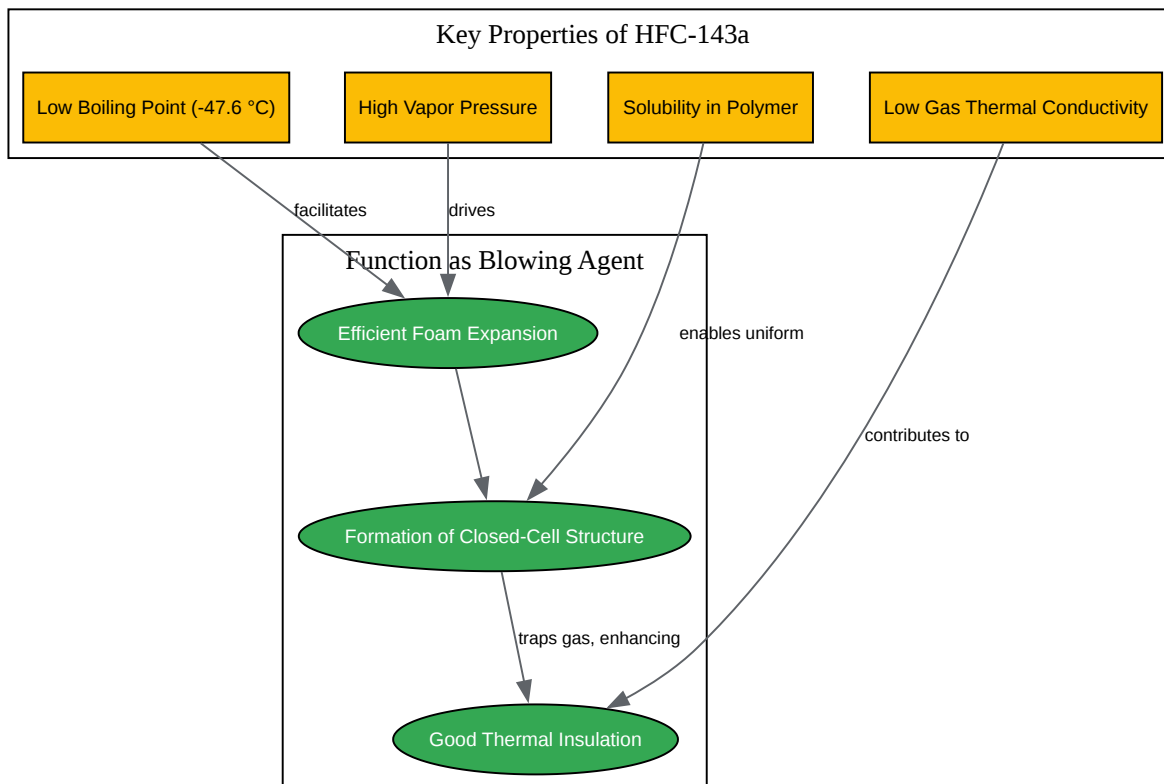 Key Properties of HFC-143a
Low Boiling Point (-47.6 °C)
High Vapor Pressure
Solubility in Polymer
Low Gas Thermal Conductivity
facilitates
drives
Function as Blowing Agent
Efficient Foam Expansion
enables uniform
contributes to
Formation of Closed-Cell Structure
traps gas, enhancing
Good Thermal Insulation